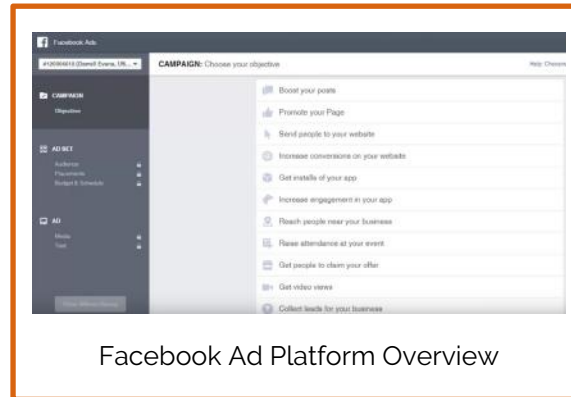 Facebook Ads
CAMPAIGN: Choose your objective
CAMPAIGN
Objective
AD SET
Audience
Placements
Budget & Schedule
AD
Media
Text
Boost your posts
Promote your Page
Send people to your website
Increase conversions on your website
Get installs of your app
Increase engagement in your app
Reach people near your business
Raise attendance at your event
Get people to claim your offer
Get video views
Collect leads for your business
Facebook Ad Platform Overview